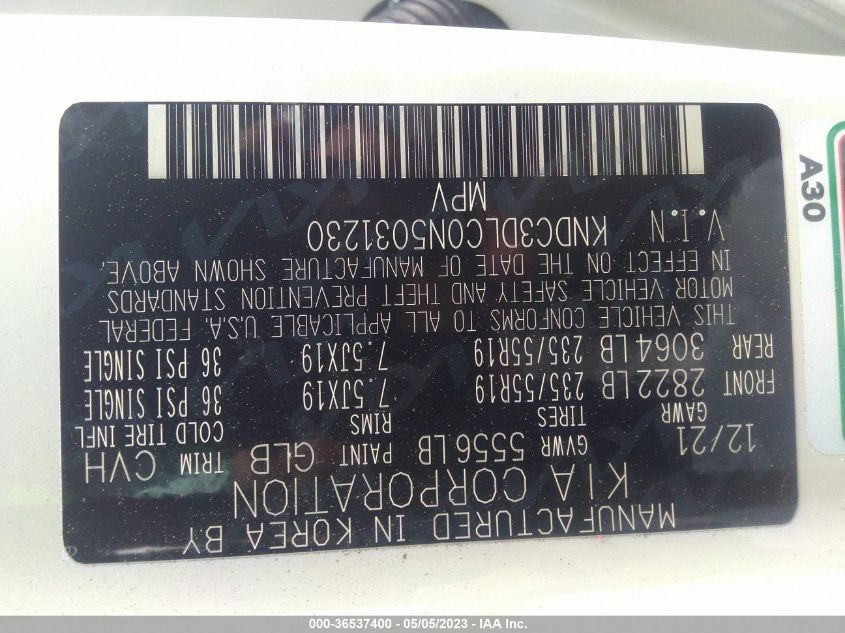 MANUFACTURED IN KOREA BY
KIA CORPORATION
12/21 GVWR 5556LB PAINT GLB TRIM CVH
GAWR TIRES RIMS COLD TIRE INFL
FRONT 2822LB 235/55R19 7.5JX19 36 PSI SINGLE
REAR 3064LB 235/55R19 7.5JX19 36 PSI SINGLE
THIS VEHICLE CONFORMS TO ALL APPLICABLE U.S.A. FEDERAL
MOTOR VEHICLE SAFETY AND THEFT PREVENTION STANDARDS
IN EFFECT ON THE DATE OF MANUFACTURE SHOWN ABOVE.
V.I.N KNDC3DLC0N5031230
MPV
A30
000-36537400 - 05/05/2023 - IAA Inc.